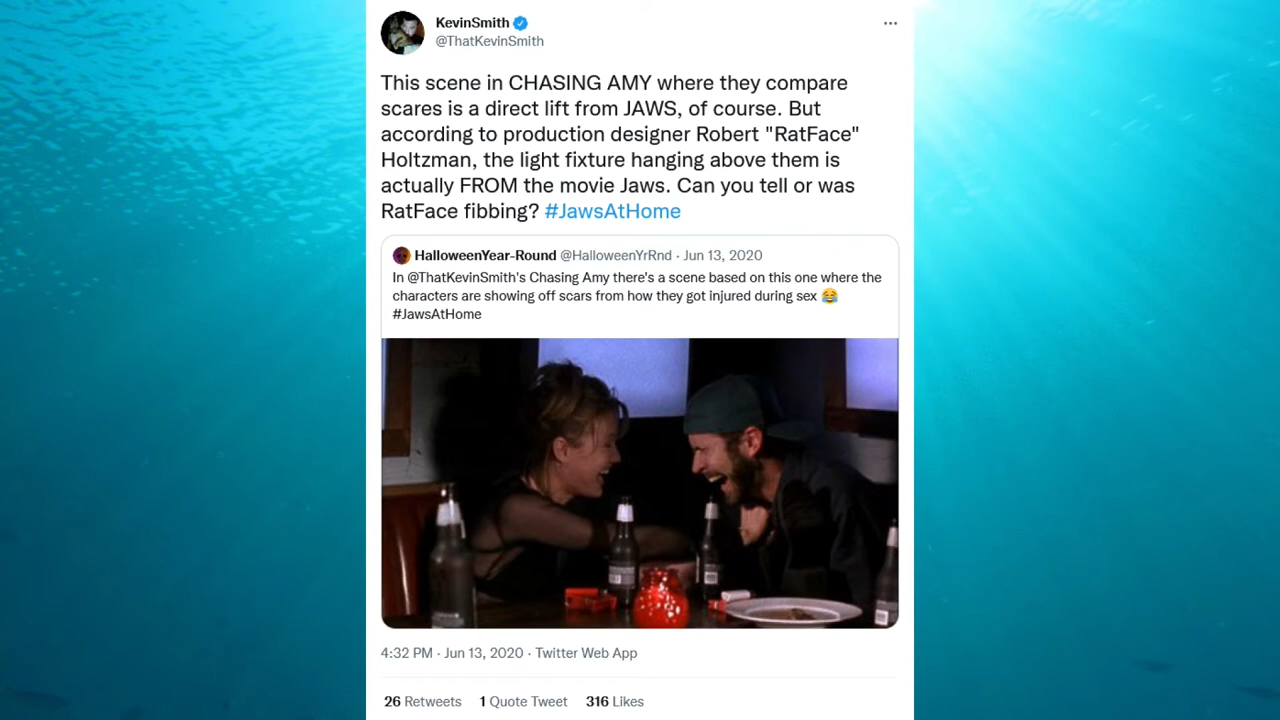 KevinSmith
@ThatKevinSmith
This scene in CHASING AMY where they compare
scares is a direct lift from JAWS, of course. But
according to production designer Robert "RatFace"
Holtzman, the light fixture hanging above them is
actually FROM the movie Jaws. Can you tell or was
RatFace fibbing? #JawsAtHome
HalloweenYear-Round @HalloweenYrRnd · Jun 13, 2020
In @ThatKevinSmith's Chasing Amy there's a scene based on this one where the
characters are showing off scars from how they got injured during sex 😂
#JawsAtHome
4:32 PM · Jun 13, 2020 · Twitter Web App
26 Retweets 1 Quote Tweet 316 Likes